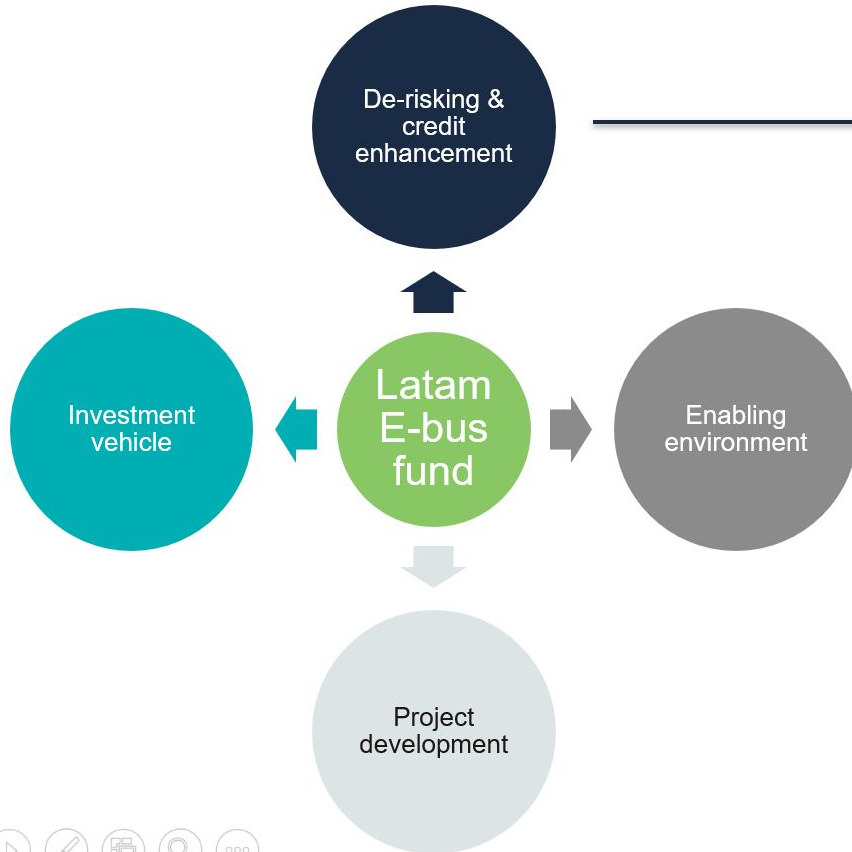 De-risking &
credit
enhancement
Investment
vehicle
Latam
E-bus
fund
Enabling
environment
Project
development